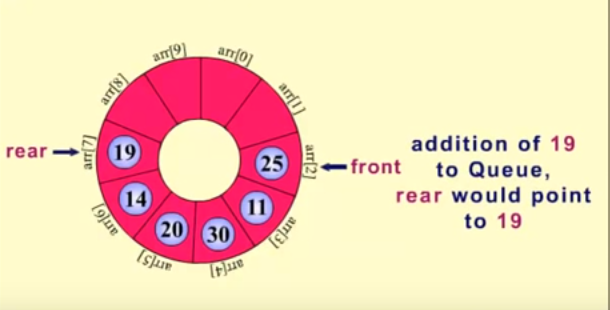 arr[9]
arr[0]
arr[8]
arr[1]
rear
arr[7]
19
25
arr[2]
front
14
11
arr[6]
20
30
arr[3]
arr[5]
arr[4]
addition of 19
to Queue,
rear would point
to 19